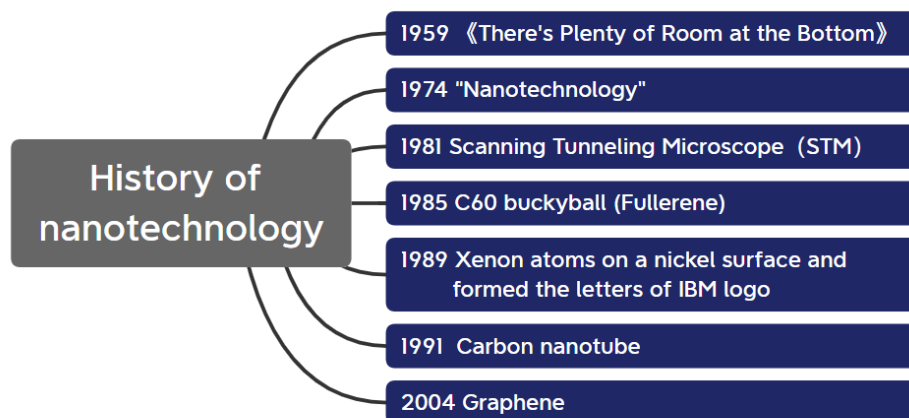 History of
nanotechnology
1959 《There's Plenty of Room at the Bottom》
1974 "Nanotechnology"
1981 Scanning Tunneling Microscope（STM）
1985 C60 buckyball (Fullerene)
1989 Xenon atoms on a nickel surface and
formed the letters of IBM logo
1991 Carbon nanotube
2004 Graphene